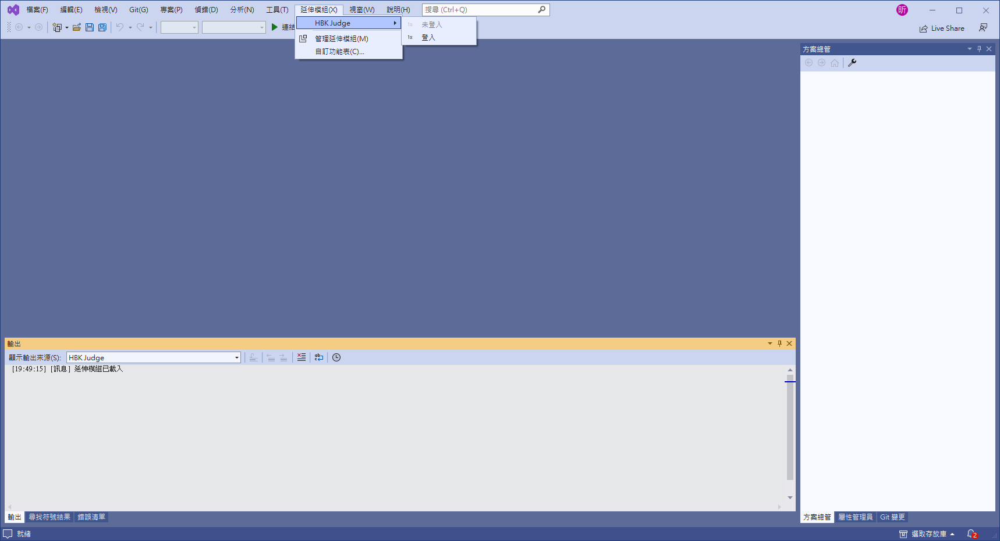 檔案(F) 編輯(E) 檢視(V) Git(G) 專案(P) 偵錯(D) 分析(N) 工具(T) 延伸模組(X) 視窗(W) 說明(H) 搜尋 (Ctrl+Q) 昕
連結
Live Share
HBK Judge
管理延伸模組(M)
自訂功能表(C)...
未登入
登入
方案總管
輸出
顯示輸出來源(S): HBK Judge
[19:49:15] [訊息] 延伸模組已載入
輸出 尋找符號結果 錯誤清單
方案總管 屬性管理員 Git 變更
就緒
選取存放庫 2